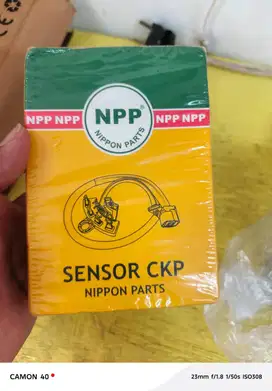 NPP NPP
NPP®
NIPPON PARTS
NPP NPP
SENSOR CKP
NIPPON PARTS
CAMON 40
23mm f/1.8 1/50s ISO308